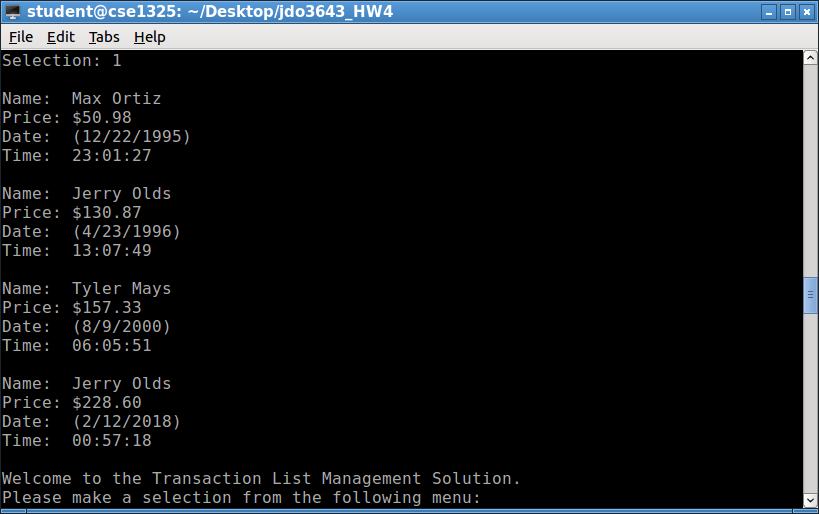 student@cse1325: ~/Desktop/jdo3643_HW4
File Edit Tabs Help
Selection: 1
Name:  Max Ortiz
Price: $50.98
Date:  (12/22/1995)
Time:  23:01:27
Name:  Jerry Olds
Price: $130.87
Date:  (4/23/1996)
Time:  13:07:49
Name:  Tyler Mays
Price: $157.33
Date:  (8/9/2000)
Time:  06:05:51
Name:  Jerry Olds
Price: $228.60
Date:  (2/12/2018)
Time:  00:57:18
Welcome to the Transaction List Management Solution.
Please make a selection from the following menu: